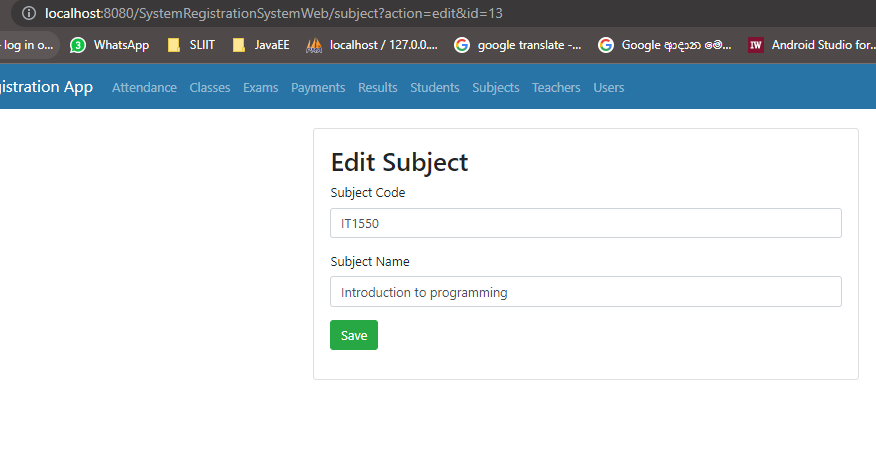 localhost:8080/SystemRegistrationSystemWeb/subject?action=edit&id=13
log in o... WhatsApp SLIIT JavaEE localhost / 127.0.0.... google translate -... Google ආදාන මෙ... IW Android Studio for...
istration App Attendance Classes Exams Payments Results Students Subjects Teachers Users
Edit Subject
Subject Code
IT1550
Subject Name
Introduction to programming
Save